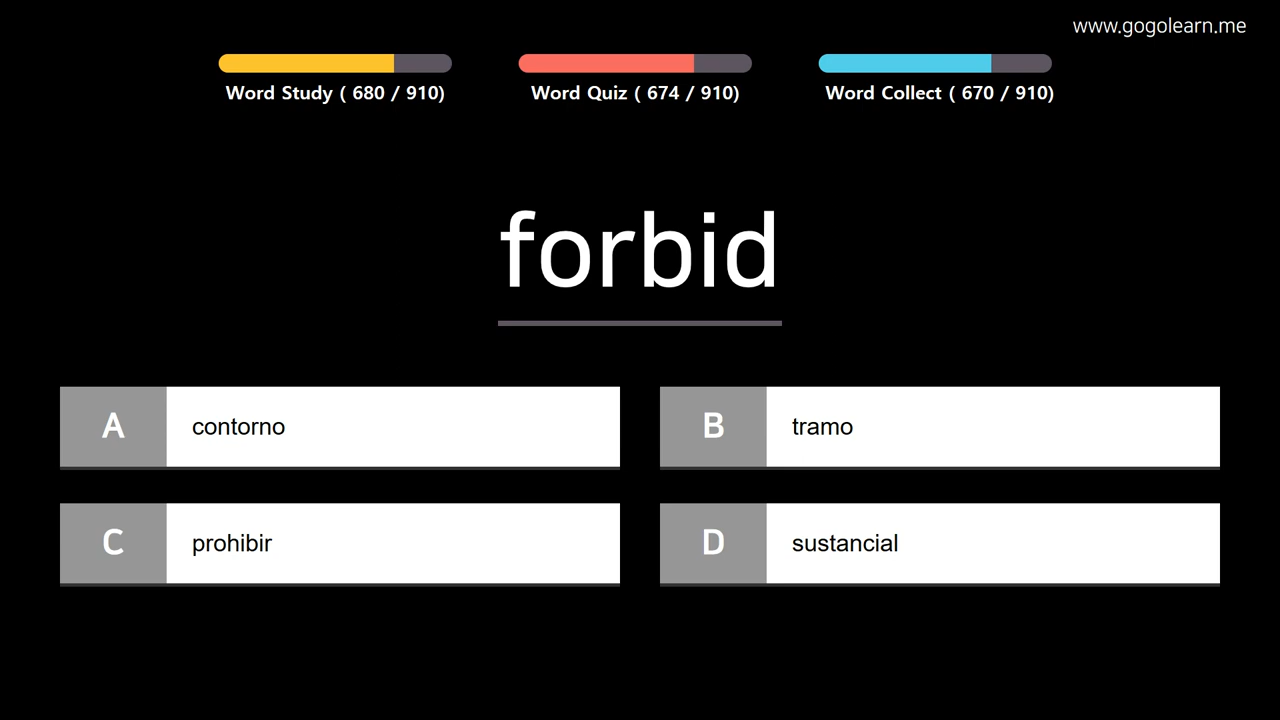 www.gogolearn.me
Word Study ( 680 / 910)
Word Quiz ( 674 / 910)
Word Collect ( 670 / 910)
forbid
A contorno
B tramo
C prohibir
D sustancial